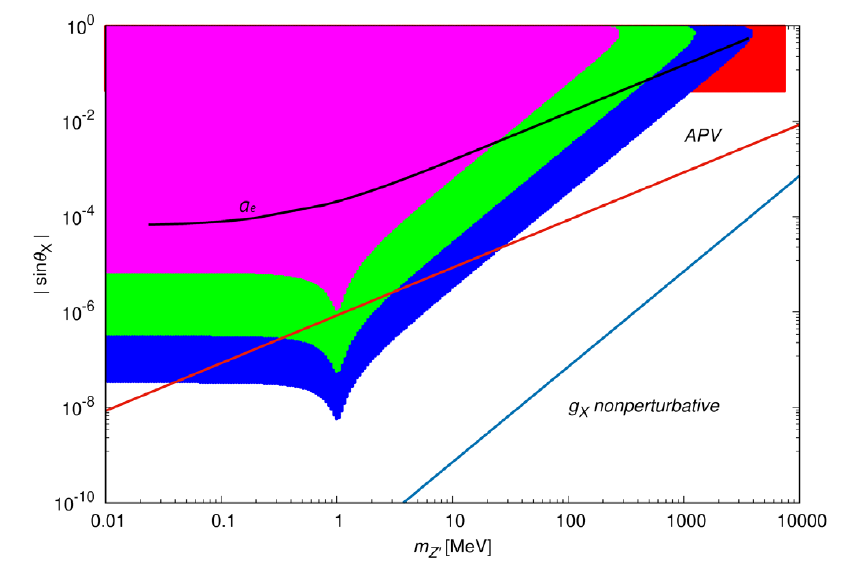 10^0
10^-2
10^-4
10^-6
10^-8
10^-10
| sinθ_X |
APV
a_e
g_X nonperturbative
0.01 0.1 1 10 100 1000 10000
m_Z' [MeV]